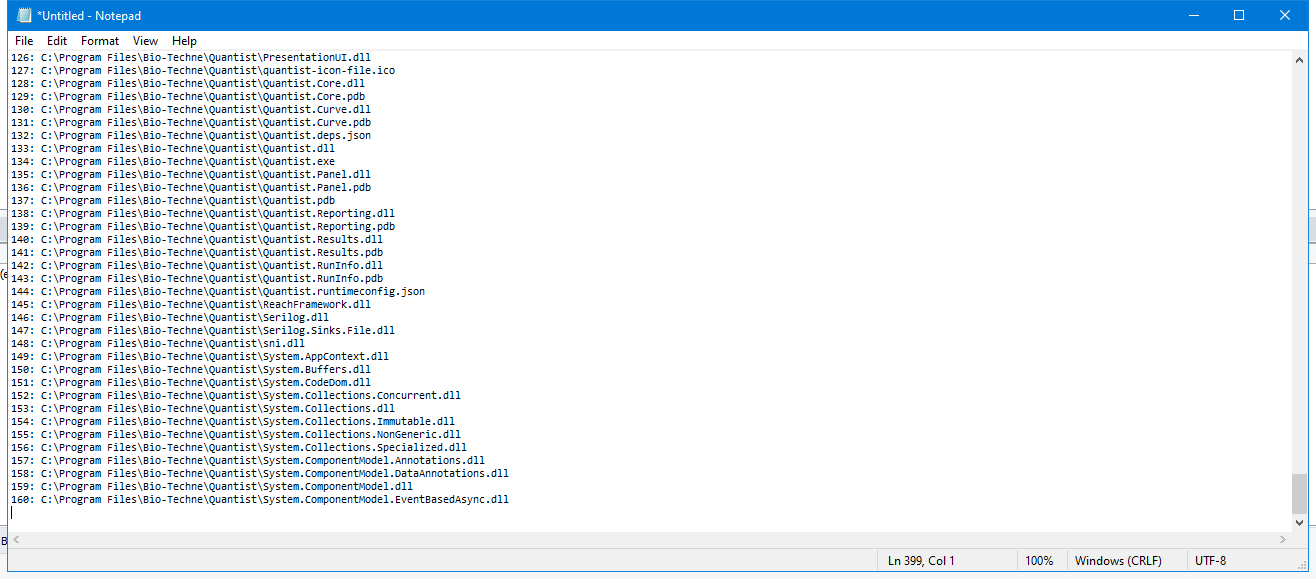 *Untitled - Notepad
File Edit Format View Help
126: C:\Program Files\Bio-Techne\Quantist\PresentationUI.dll
127: C:\Program Files\Bio-Techne\Quantist\quantist-icon-file.ico
128: C:\Program Files\Bio-Techne\Quantist\Quantist.Core.dll
129: C:\Program Files\Bio-Techne\Quantist\Quantist.Core.pdb
130: C:\Program Files\Bio-Techne\Quantist\Quantist.Curve.dll
131: C:\Program Files\Bio-Techne\Quantist\Quantist.Curve.pdb
132: C:\Program Files\Bio-Techne\Quantist\Quantist.deps.json
133: C:\Program Files\Bio-Techne\Quantist\Quantist.dll
134: C:\Program Files\Bio-Techne\Quantist\Quantist.exe
135: C:\Program Files\Bio-Techne\Quantist\Quantist.Panel.dll
136: C:\Program Files\Bio-Techne\Quantist\Quantist.Panel.pdb
137: C:\Program Files\Bio-Techne\Quantist\Quantist.pdb
138: C:\Program Files\Bio-Techne\Quantist\Quantist.Reporting.dll
139: C:\Program Files\Bio-Techne\Quantist\Quantist.Reporting.pdb
140: C:\Program Files\Bio-Techne\Quantist\Quantist.Results.dll
141: C:\Program Files\Bio-Techne\Quantist\Quantist.Results.pdb
142: C:\Program Files\Bio-Techne\Quantist\Quantist.RunInfo.dll
143: C:\Program Files\Bio-Techne\Quantist\Quantist.RunInfo.pdb
144: C:\Program Files\Bio-Techne\Quantist\Quantist.runtimeconfig.json
145: C:\Program Files\Bio-Techne\Quantist\ReachFramework.dll
146: C:\Program Files\Bio-Techne\Quantist\Serilog.dll
147: C:\Program Files\Bio-Techne\Quantist\Serilog.Sinks.File.dll
148: C:\Program Files\Bio-Techne\Quantist\sni.dll
149: C:\Program Files\Bio-Techne\Quantist\System.AppContext.dll
150: C:\Program Files\Bio-Techne\Quantist\System.Buffers.dll
151: C:\Program Files\Bio-Techne\Quantist\System.CodeDom.dll
152: C:\Program Files\Bio-Techne\Quantist\System.Collections.Concurrent.dll
153: C:\Program Files\Bio-Techne\Quantist\System.Collections.dll
154: C:\Program Files\Bio-Techne\Quantist\System.Collections.Immutable.dll
155: C:\Program Files\Bio-Techne\Quantist\System.Collections.NonGeneric.dll
156: C:\Program Files\Bio-Techne\Quantist\System.Collections.Specialized.dll
157: C:\Program Files\Bio-Techne\Quantist\System.ComponentModel.Annotations.dll
158: C:\Program Files\Bio-Techne\Quantist\System.ComponentModel.DataAnnotations.dll
159: C:\Program Files\Bio-Techne\Quantist\System.ComponentModel.dll
160: C:\Program Files\Bio-Techne\Quantist\System.ComponentModel.EventBasedAsync.dll
Ln 399, Col 1 100% Windows (CRLF) UTF-8